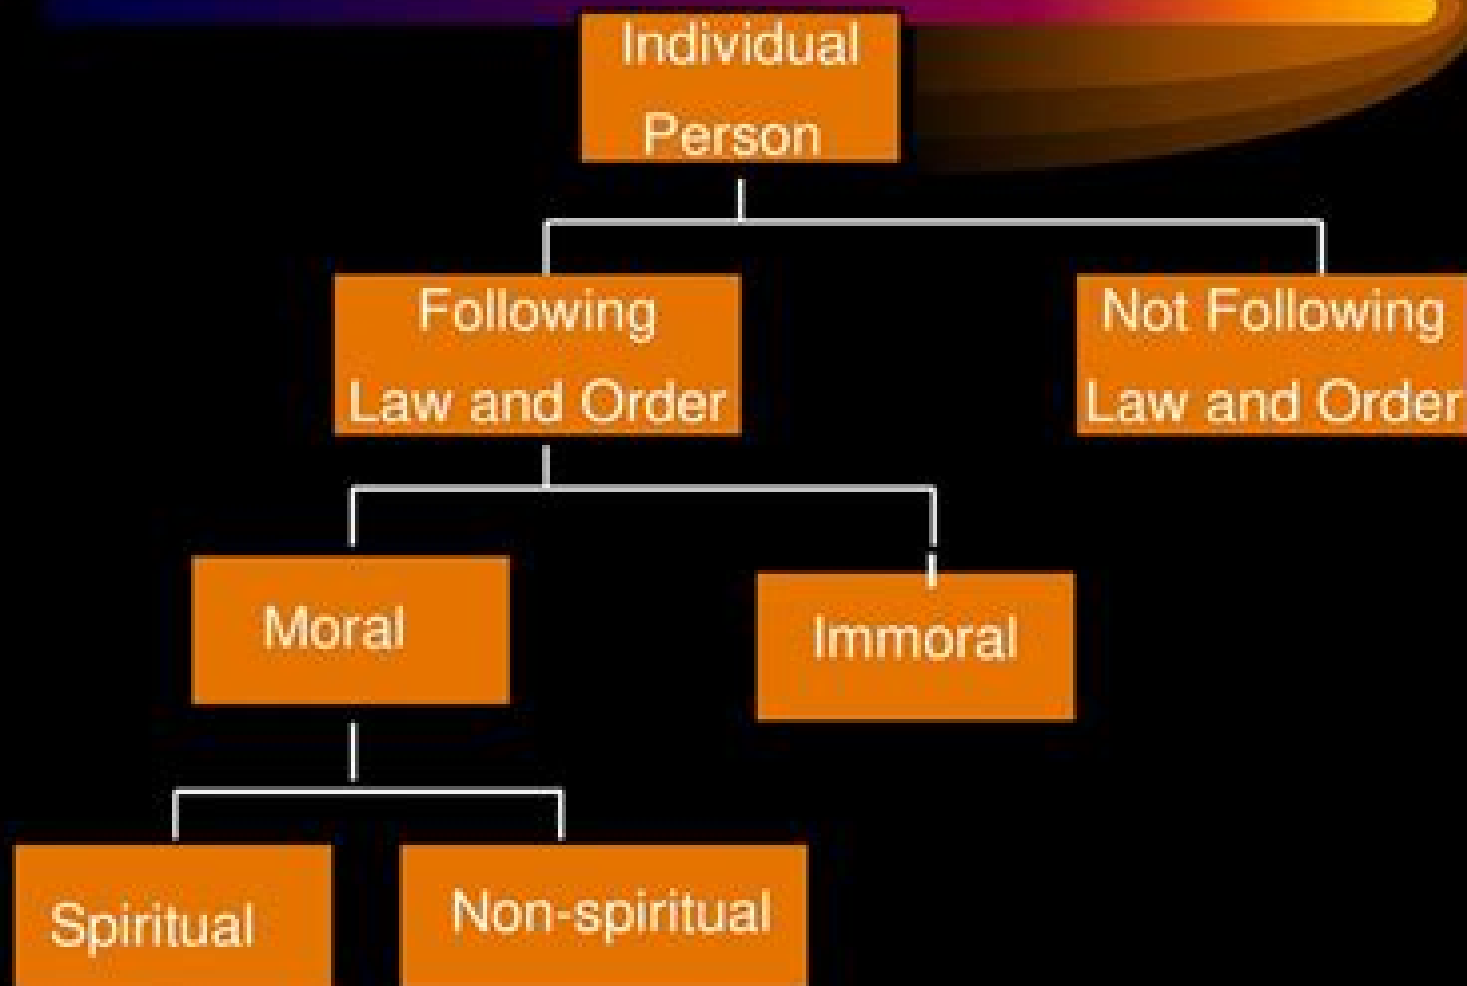 Individual
Person
Following
Law and Order
Not Following
Law and Order
Moral
Immoral
Spiritual
Non-spiritual